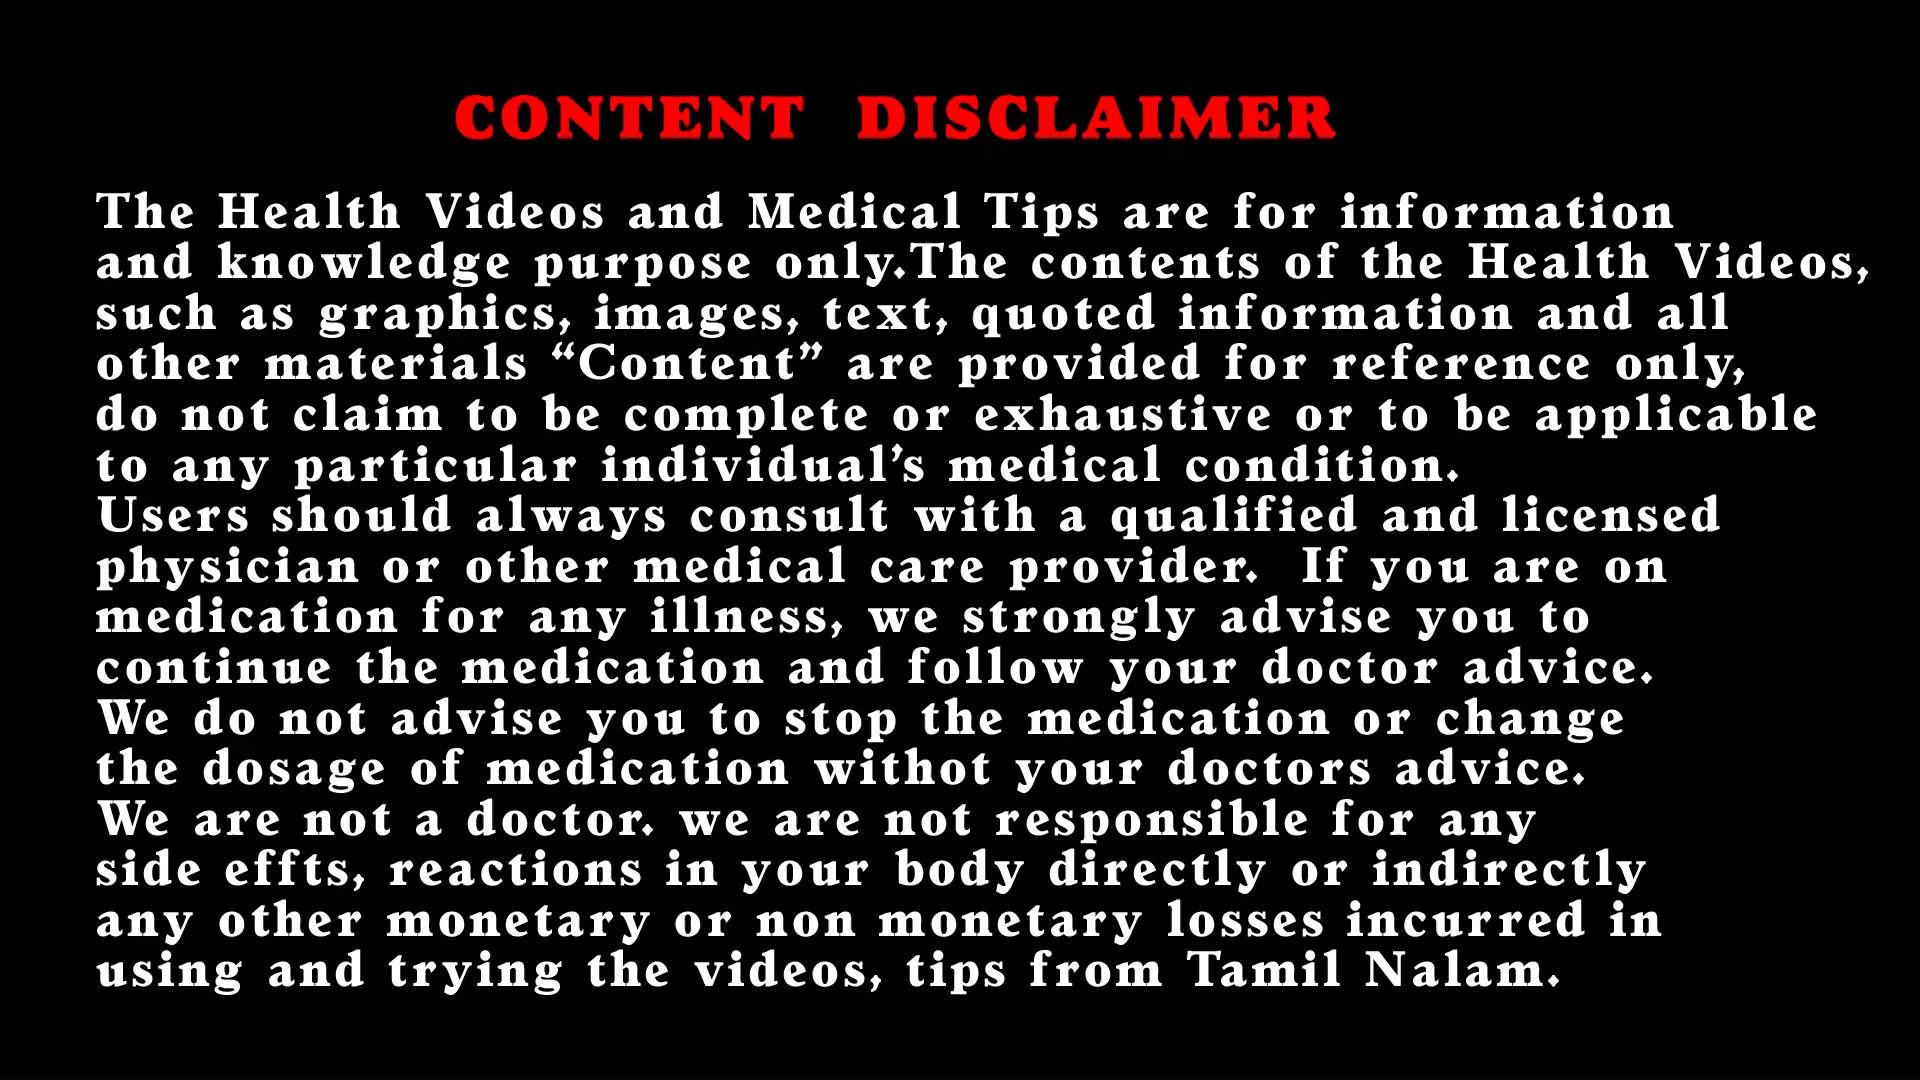 CONTENT DISCLAIMER
The Health Videos and Medical Tips are for information
and knowledge purpose only.The contents of the Health Videos,
such as graphics, images, text, quoted information and all
other materials “Content” are provided for reference only,
do not claim to be complete or exhaustive or to be applicable
to any particular individual’s medical condition.
Users should always consult with a qualified and licensed
physician or other medical care provider.  If you are on
medication for any illness, we strongly advise you to
continue the medication and follow your doctor advice.
We do not advise you to stop the medication or change
the dosage of medication withot your doctors advice.
We are not a doctor. we are not responsible for any
side effts, reactions in your body directly or indirectly
any other monetary or non monetary losses incurred in
using and trying the videos, tips from Tamil Nalam.